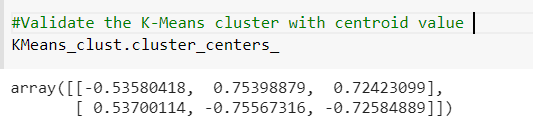 #Validate the K-Means cluster with centroid value
KMeans_clust.cluster_centers_
array([[-0.53580418,  0.75398879,  0.72423099],
       [ 0.53700114, -0.75567316, -0.72584889]])